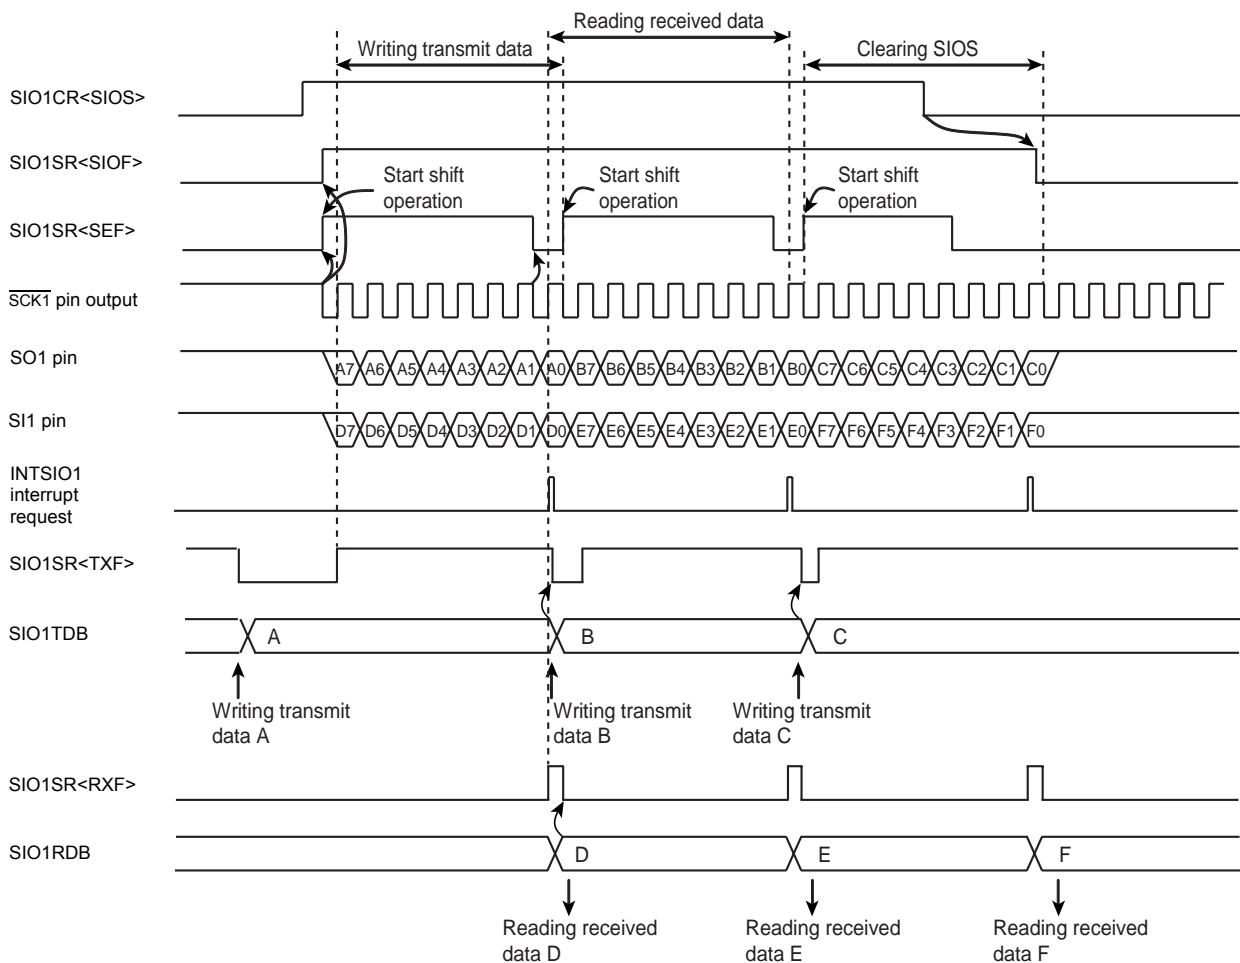 Reading received data
Writing transmit data
Clearing SIOS
SIO1CR<SIOS>
SIO1SR<SIOF>
Start shift
operation
Start shift
operation
Start shift
operation
SIO1SR<SEF>
SCK1 pin output
SO1 pin
A7 A6 A5 A4 A3 A2 A1 A0 B7 B6 B5 B4 B3 B2 B1 B0 C7 C6 C5 C4 C3 C2 C1 C0
SI1 pin
D7 D6 D5 D4 D3 D2 D1 D0 E7 E6 E5 E4 E3 E2 E1 E0 F7 F6 F5 F4 F3 F2 F1 F0
INTSIO1
interrupt
request
SIO1SR<TXF>
SIO1TDB
A
B
C
Writing transmit
data A
Writing transmit
data B
Writing transmit
data C
SIO1SR<RXF>
SIO1RDB
D
E
F
Reading received
data D
Reading received
data E
Reading received
data F